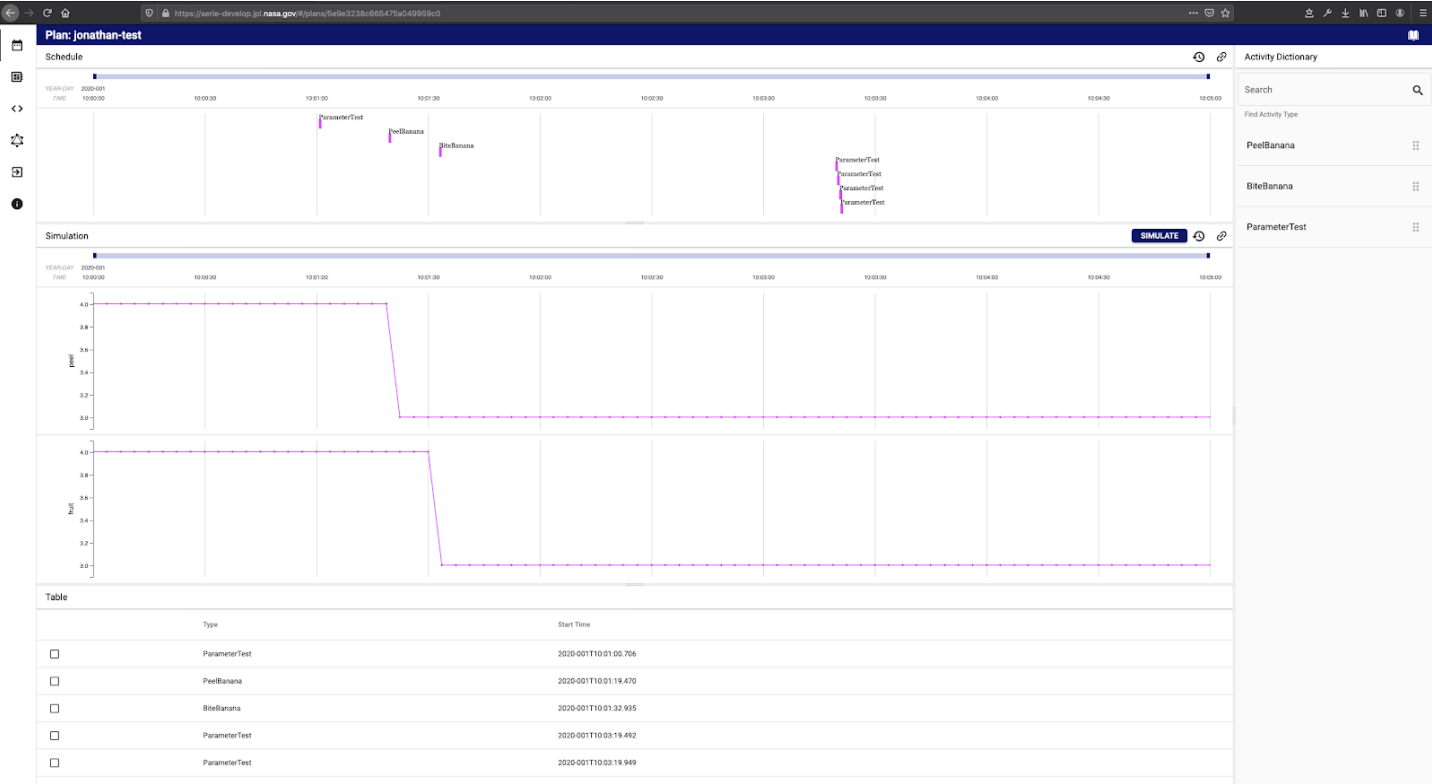 https://aerie-develop.jpl.nasa.gov/#/plans/5e9e3238c665475a049959c0
Plan: jonathan-test
Schedule
YEAR-DAY 2020-001
TIME 10:00:00 10:00:30 10:01:00 10:01:30 10:02:00 10:02:30 10:03:00 10:03:30 10:04:00 10:04:30 10:05:00
ParameterTest
PeelBanana
BiteBanana
ParameterTest
ParameterTest
ParameterTest
ParameterTest
Simulation
SIMULATE
YEAR-DAY 2020-001
TIME 10:00:00 10:00:30 10:01:00 10:01:30 10:02:00 10:02:30 10:03:00 10:03:30 10:04:00 10:04:30 10:05:00
peel
4.0
3.8
3.6
3.4
3.2
3.0
fruit
4.0
3.8
3.6
3.4
3.2
3.0
Table
Type Start Time
ParameterTest 2020-001T10:01:00.706
PeelBanana 2020-001T10:01:19.470
BiteBanana 2020-001T10:01:32.935
ParameterTest 2020-001T10:03:19.492
ParameterTest 2020-001T10:03:19.949
Activity Dictionary
Search
Find Activity Type
PeelBanana
BiteBanana
ParameterTest